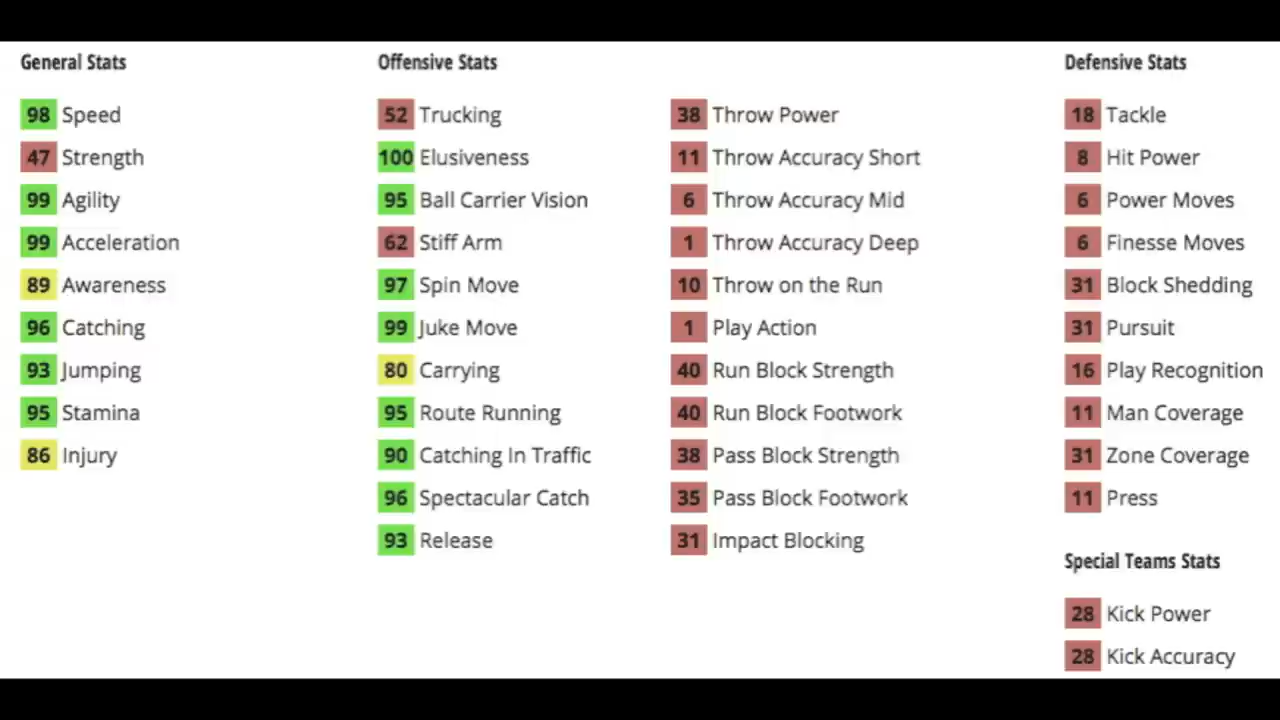 General Stats
98 Speed
47 Strength
99 Agility
99 Acceleration
89 Awareness
96 Catching
93 Jumping
95 Stamina
86 Injury
Offensive Stats
52 Trucking
100 Elusiveness
95 Ball Carrier Vision
62 Stiff Arm
97 Spin Move
99 Juke Move
80 Carrying
95 Route Running
90 Catching In Traffic
96 Spectacular Catch
93 Release
38 Throw Power
11 Throw Accuracy Short
6 Throw Accuracy Mid
1 Throw Accuracy Deep
10 Throw on the Run
1 Play Action
40 Run Block Strength
40 Run Block Footwork
38 Pass Block Strength
35 Pass Block Footwork
31 Impact Blocking
Defensive Stats
18 Tackle
8 Hit Power
6 Power Moves
6 Finesse Moves
31 Block Shedding
31 Pursuit
16 Play Recognition
11 Man Coverage
31 Zone Coverage
11 Press
Special Teams Stats
28 Kick Power
28 Kick Accuracy